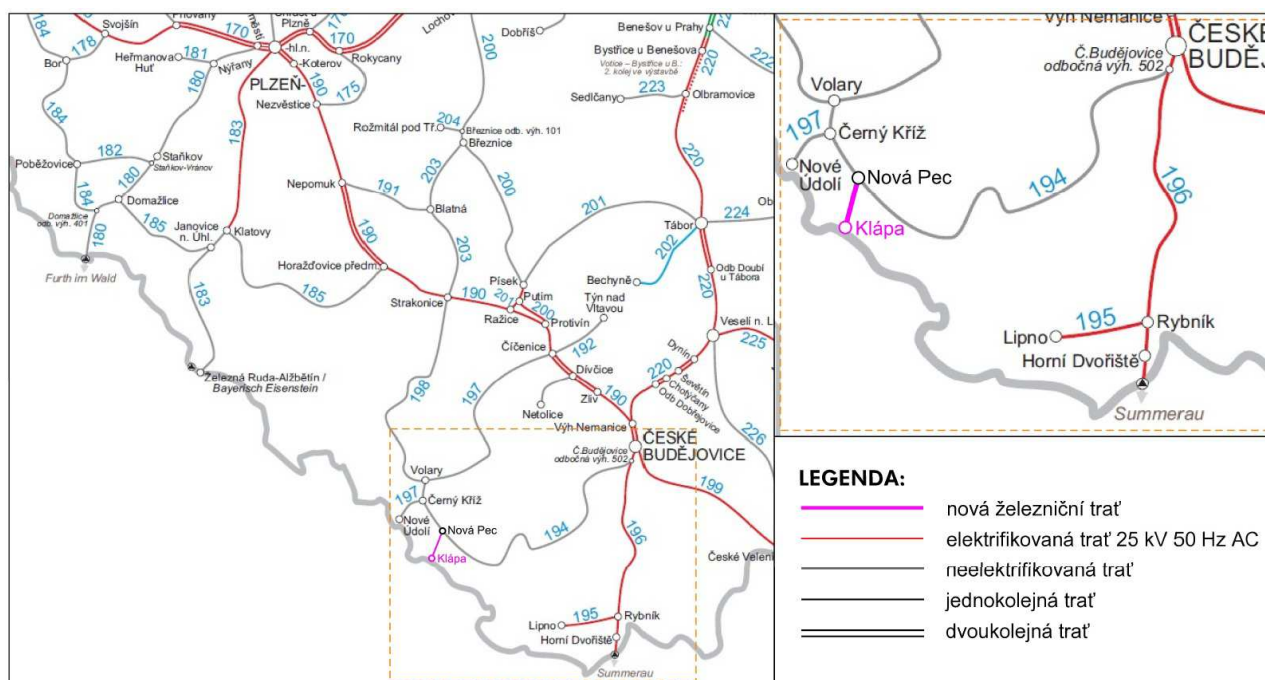 184
178
Svojšín
170
-hl.n.
170
Rokycany
-Koterov
181
Heřmanova
Huť
180
Nýřany
Bor
PLZEŇ-
190
175
Nezvěstice
184
183
200
Dobříš
Benešov u Prahy
Bystřice u Benešova
Votice – Bystřice u B.:
2. kolej ve výstavbě
220
222
Sedlčany
223
Olbramovice
Rožmitál pod Tř.
204
Březnice odb. výh. 101
Březnice
182
Staňkov
Staňkov-Vránov
Poběžovice
180
184
Domažlice
Domažlice
odb. výh. 401
180
185
Janovice
n. Úhl.
Klatovy
Furth im Wald
Nepomuk
191
203
Blatná
200
201
220
224
Ob
Tábor
202
190
203
Bechyně
Odb Doubí
u Tábora
Horažďovice předm.
185
183
Písek
Týn nad
Vltavou
220
Strakonice
190
201
Putim
200
Ražice
Protivín
Veselí n. L
225
192
Číčenice
Železná Ruda-Alžbětín /
Bayerisch Eisenstein
198
197
Dívčice
190
Zliv
Netolice
Dynín
Ševětín
Chotýčany
Odb Dobřejovice
220
Výh Nemanice
226
ČESKÉ
BUDĚJOVICE
Č.Budějovice
odbočná výh. 502
199
Volary
197
Černý Kříž
Nové
Údolí
Nová Pec
194
196
Klápa
České Velení
195
Lipno
Rybník
Horní Dvořiště
Summerau
Výh Nemanice
ČESKÉ
BUDĚJ
Č.Budějovice
odbočná výh. 502
Volary
197
Černý Kříž
Nové
Údolí
Nová Pec
194
196
Klápa
195
Lipno
Rybník
Horní Dvořiště
Summerau
LEGENDA:
nová železniční trať
elektrifikovaná trať 25 kV 50 Hz AC
neelektrifikovaná trať
jednokolejná trať
dvoukolejná trať